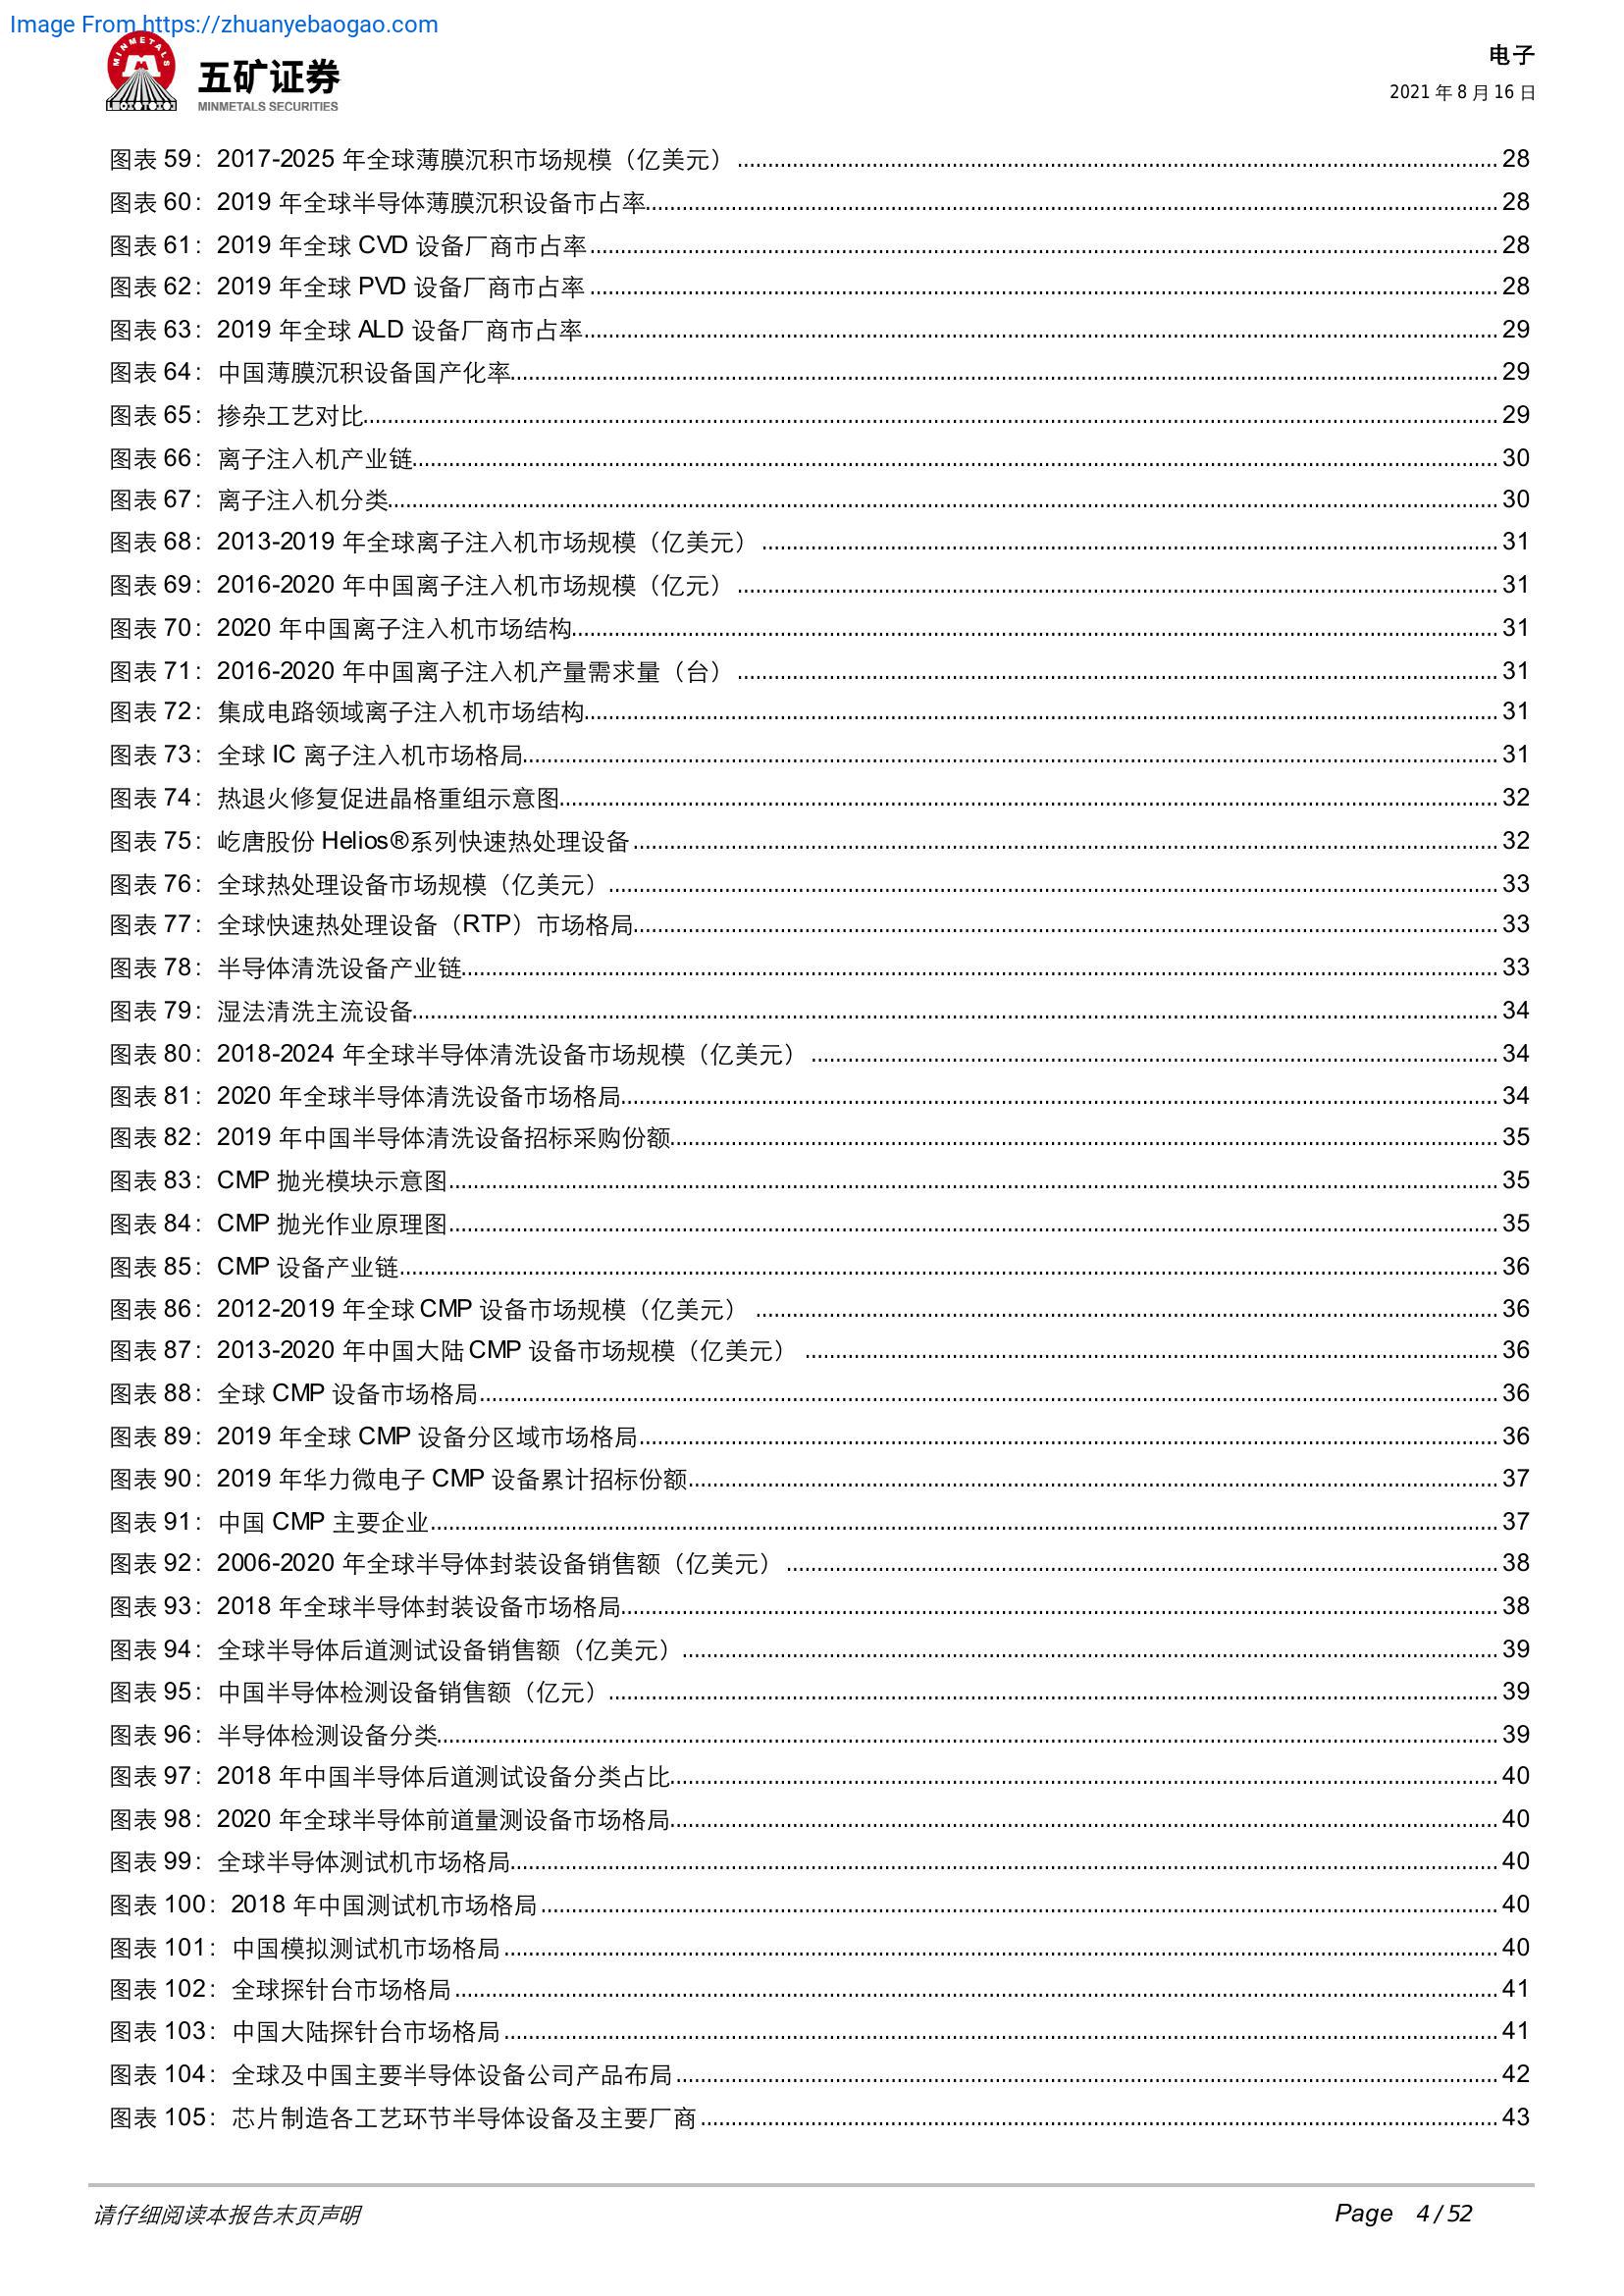 Image From https://zhuanyebaogao.com
MINMETALS
五矿证券
MINMETALS SECURITIES
电子
2021 年 8 月 16 日
图表 59：2017-2025 年全球薄膜沉积市场规模（亿美元） 28
图表 60：2019 年全球半导体薄膜沉积设备市占率 28
图表 61：2019 年全球 CVD 设备厂商市占率 28
图表 62：2019 年全球 PVD 设备厂商市占率 28
图表 63：2019 年全球 ALD 设备厂商市占率 29
图表 64：中国薄膜沉积设备国产化率 29
图表 65：掺杂工艺对比 29
图表 66：离子注入机产业链 30
图表 67：离子注入机分类 30
图表 68：2013-2019 年全球离子注入机市场规模（亿美元） 31
图表 69：2016-2020 年中国离子注入机市场规模（亿元） 31
图表 70：2020 年中国离子注入机市场结构 31
图表 71：2016-2020 年中国离子注入机产量需求量（台） 31
图表 72：集成电路领域离子注入机市场结构 31
图表 73：全球 IC 离子注入机市场格局 31
图表 74：热退火修复促进晶格重组示意图 32
图表 75：屹唐股份 Helios®系列快速热处理设备 32
图表 76：全球热处理设备市场规模（亿美元） 33
图表 77：全球快速热处理设备（RTP）市场格局 33
图表 78：半导体清洗设备产业链 33
图表 79：湿法清洗主流设备 34
图表 80：2018-2024 年全球半导体清洗设备市场规模（亿美元） 34
图表 81：2020 年全球半导体清洗设备市场格局 34
图表 82：2019 年中国半导体清洗设备招标采购份额 35
图表 83：CMP 抛光模块示意图 35
图表 84：CMP 抛光作业原理图 35
图表 85：CMP 设备产业链 36
图表 86：2012-2019 年全球 CMP 设备市场规模（亿美元） 36
图表 87：2013-2020 年中国大陆 CMP 设备市场规模（亿美元） 36
图表 88：全球 CMP 设备市场格局 36
图表 89：2019 年全球 CMP 设备分区域市场格局 36
图表 90：2019 年华力微电子 CMP 设备累计招标份额 37
图表 91：中国 CMP 主要企业 37
图表 92：2006-2020 年全球半导体封装设备销售额（亿美元） 38
图表 93：2018 年全球半导体封装设备市场格局 38
图表 94：全球半导体后道测试设备销售额（亿美元） 39
图表 95：中国半导体检测设备销售额（亿元） 39
图表 96：半导体检测设备分类 39
图表 97：2018 年中国半导体后道测试设备分类占比 40
图表 98：2020 年全球半导体前道量测设备市场格局 40
图表 99：全球半导体测试机市场格局 40
图表 100：2018 年中国测试机市场格局 40
图表 101：中国模拟测试机市场格局 40
图表 102：全球探针台市场格局 41
图表 103：中国大陆探针台市场格局 41
图表 104：全球及中国主要半导体设备公司产品布局 42
图表 105：芯片制造各工艺环节半导体设备及主要厂商 43
请仔细阅读本报告末页声明
Page 4 / 52